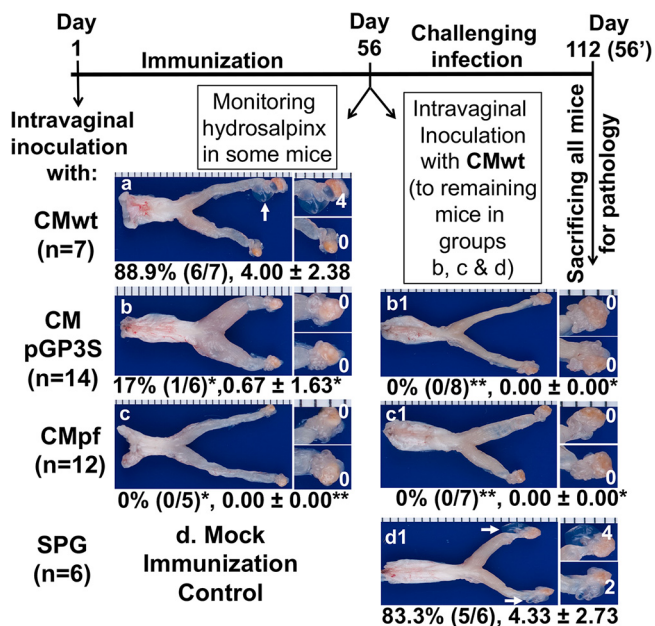 Day
1
Day
56
Day
112 (56’)
Immunization
Challenging
infection
Intravaginal
inoculation
with:
Monitoring
hydrosalpinx
in some mice
Intravaginal
Inoculation
with CMwt
(to remaining
mice in
groups
b, c & d)
Sacrificing all mice
for pathology
CMwt
(n=7)
a
4
0
88.9% (6/7), 4.00 ± 2.38
CM
pGP3S
(n=14)
b
0
0
17% (1/6)*,0.67 ± 1.63*
b1
0
0
0% (0/8)**, 0.00 ± 0.00*
CMpf
(n=12)
c
0
0
0% (0/5)*, 0.00 ± 0.00**
c1
0
0
0% (0/7)**, 0.00 ± 0.00*
SPG
(n=6)
d. Mock
Immunization
Control
d1
4
2
83.3% (5/6), 4.33 ± 2.73